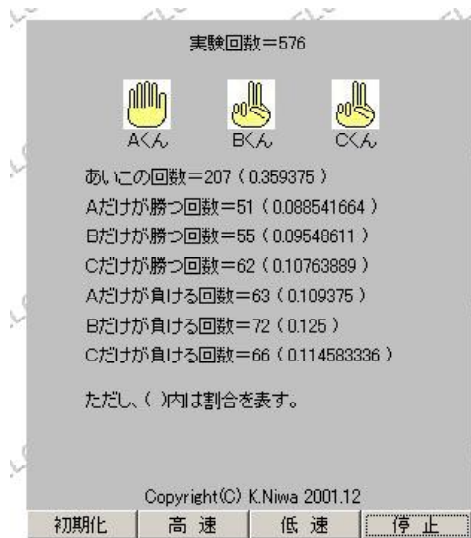 実験回数＝576
Aくん Bくん Cくん
あいこの回数＝207（0.359375）
Aだけが勝つ回数＝51（0.088541664）
Bだけが勝つ回数＝55（0.09548611）
Cだけが勝つ回数＝62（0.10763889）
Aだけが負ける回数＝63（0.109375）
Bだけが負ける回数＝72（0.125）
Cだけが負ける回数＝66（0.114583336）
ただし、（ ）内は割合を表す。
Copyright(C) K.Niwa 2001.12
初期化 高 速 低 速 停 止